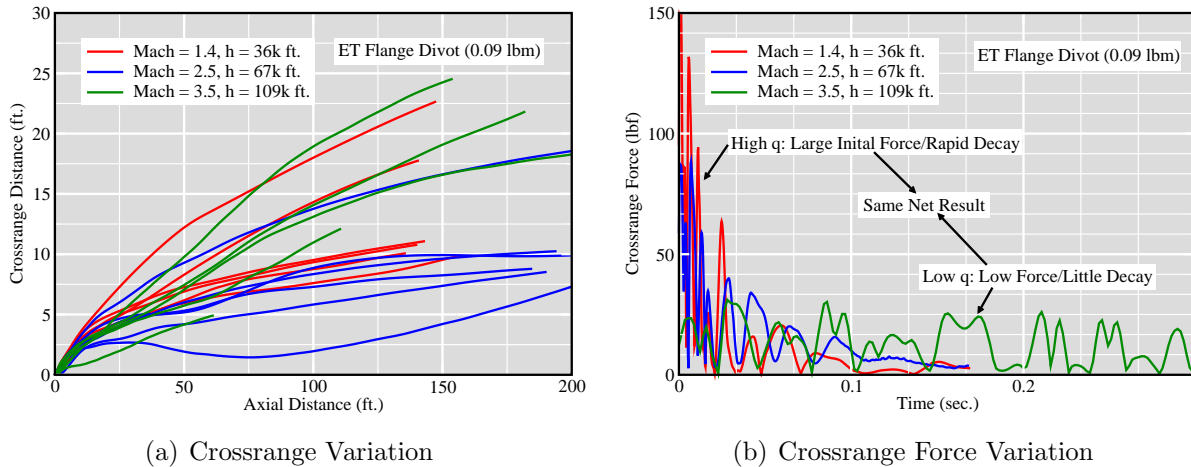 30
25
20
15
10
5
0
Crossrange Distance (ft.)
Mach = 1.4, h = 36k ft.
Mach = 2.5, h = 67k ft.
Mach = 3.5, h = 109k ft.
ET Flange Divot (0.09 lbm)
0 50 100 150 200
Axial Distance (ft.)
(a) Crossrange Variation
150
100
50
0
Crossrange Force (lbf)
ET Flange Divot (0.09 lbm)
Mach = 1.4, h = 36k ft.
Mach = 2.5, h = 67k ft.
Mach = 3.5, h = 109k ft.
High q: Large Inital Force/Rapid Decay
Same Net Result
Low q: Low Force/Little Decay
0 0.1 0.2
Time (sec.)
(b) Crossrange Force Variation